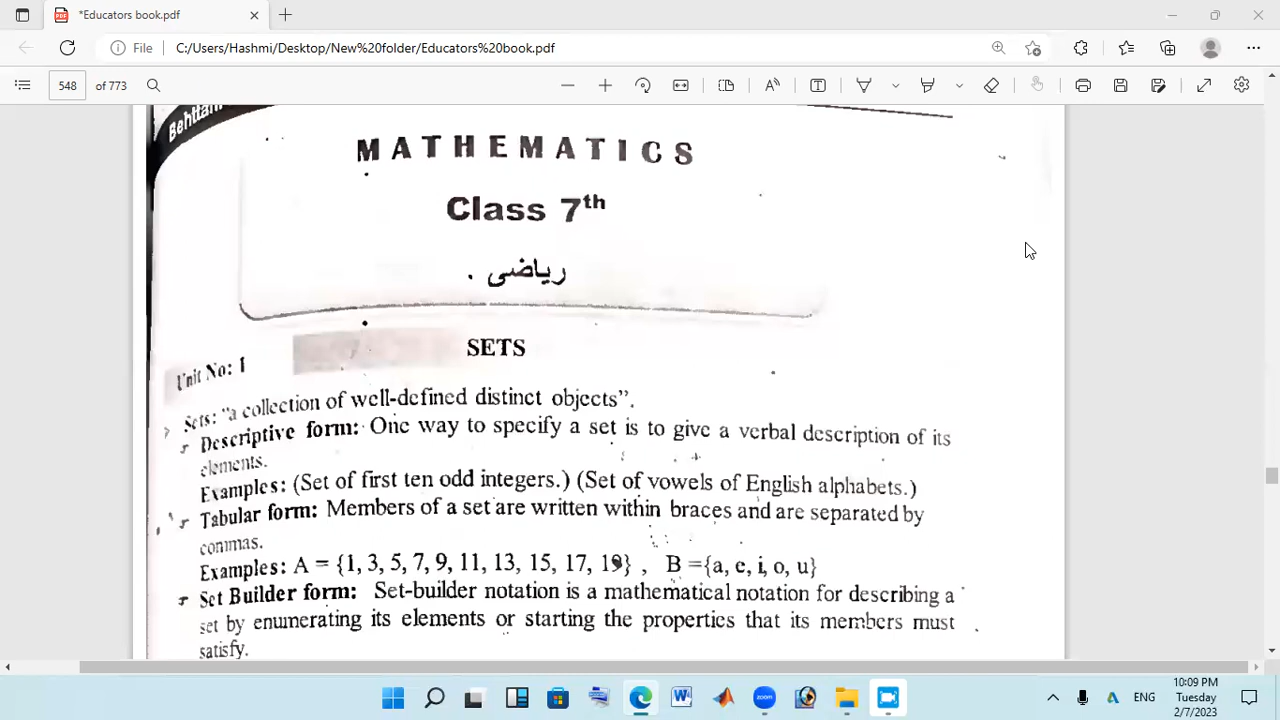 *Educators book.pdf
File C:/Users/Hashmi/Desktop/New%20folder/Educators%20book.pdf
548 of 773
MATHEMATICS
Class 7th
ریاضی
Unit No: 1 SETS
Sets: "a collection of well-defined distinct objects".
Descriptive form: One way to specify a set is to give a verbal description of its
elements.
Examples: (Set of first ten odd integers.) (Set of vowels of English alphabets.)
Tabular form: Members of a set are written within braces and are separated by
commas.
Examples: A = {1, 3, 5, 7, 9, 11, 13, 15, 17, 19} , B ={a, e, i, o, u}
Set Builder form: Set-builder notation is a mathematical notation for describing a
set by enumerating its elements or starting the properties that its members must
satisfy.
ENG
10:09 PM
Tuesday
2/7/2023